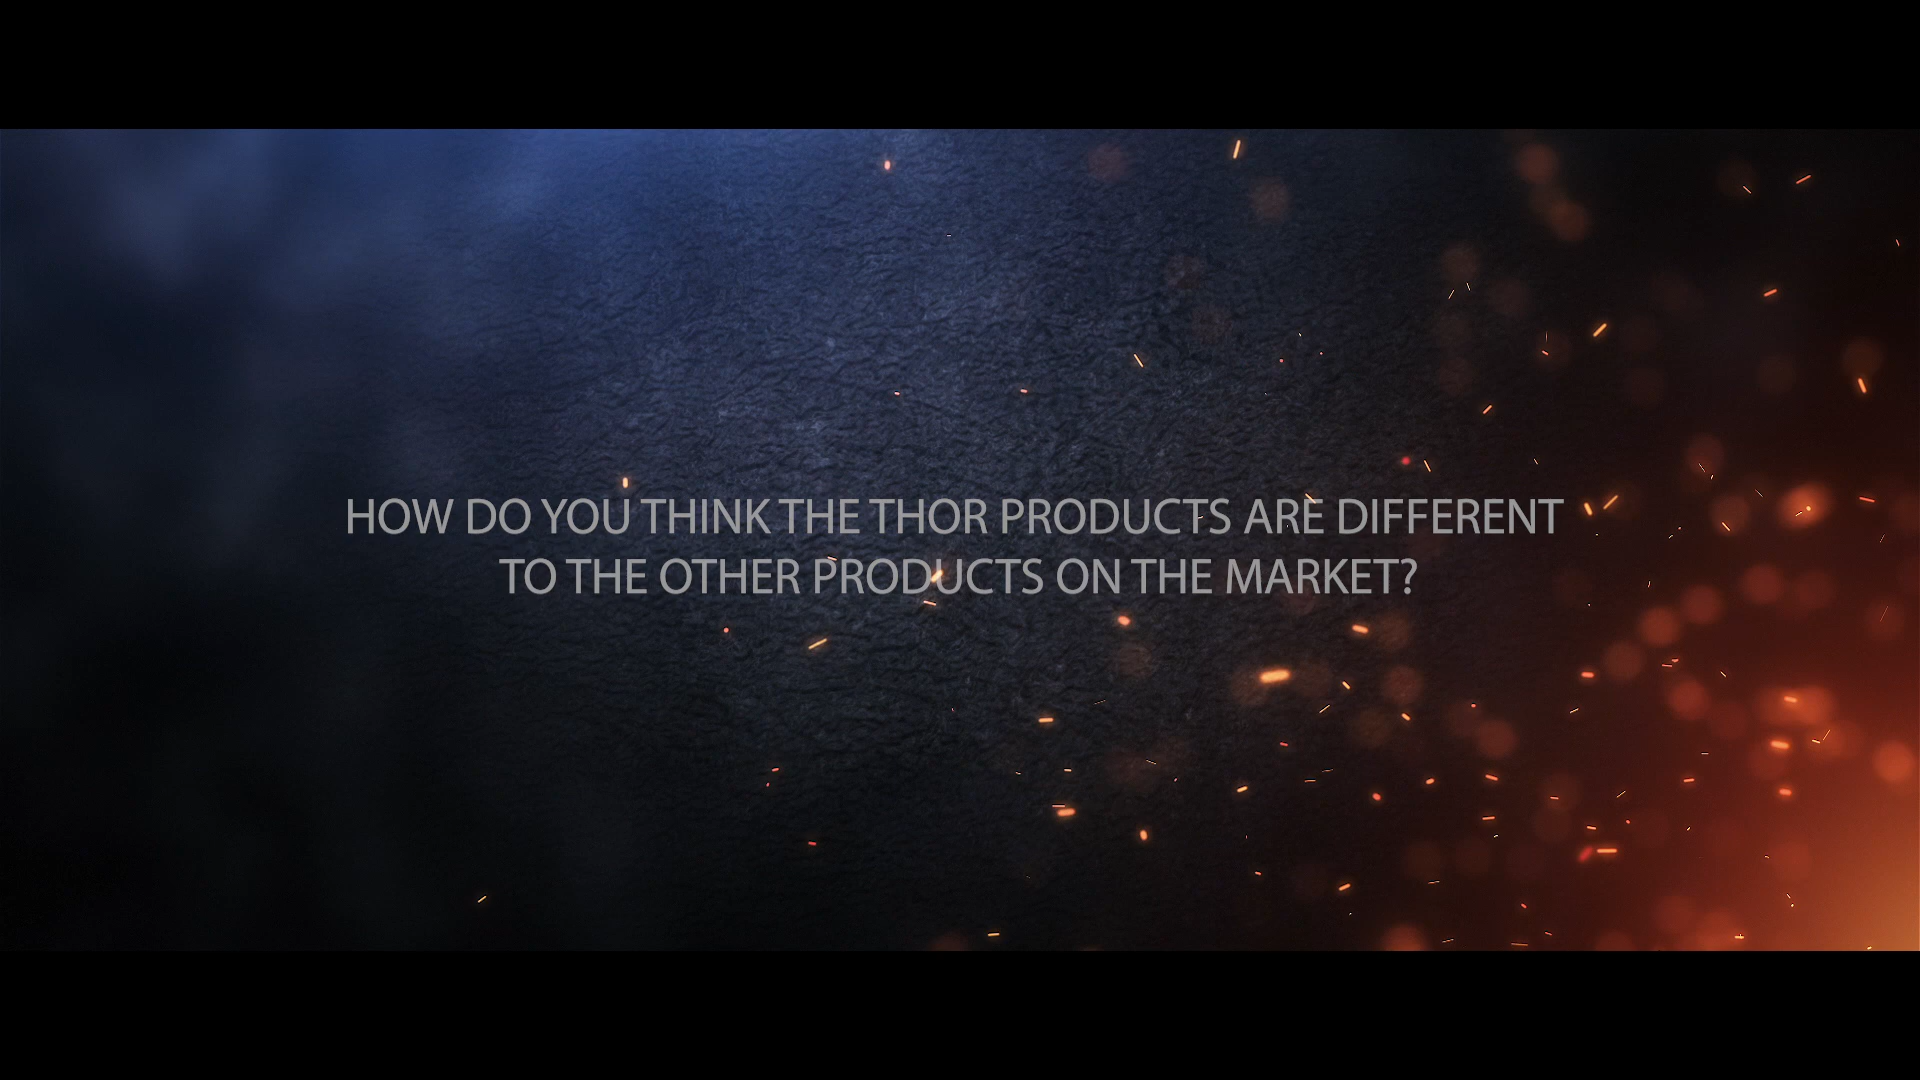 HOW DO YOU THINK THE THOR PRODUCTS ARE DIFFERENT
TO THE OTHER PRODUCTS ON THE MARKET?